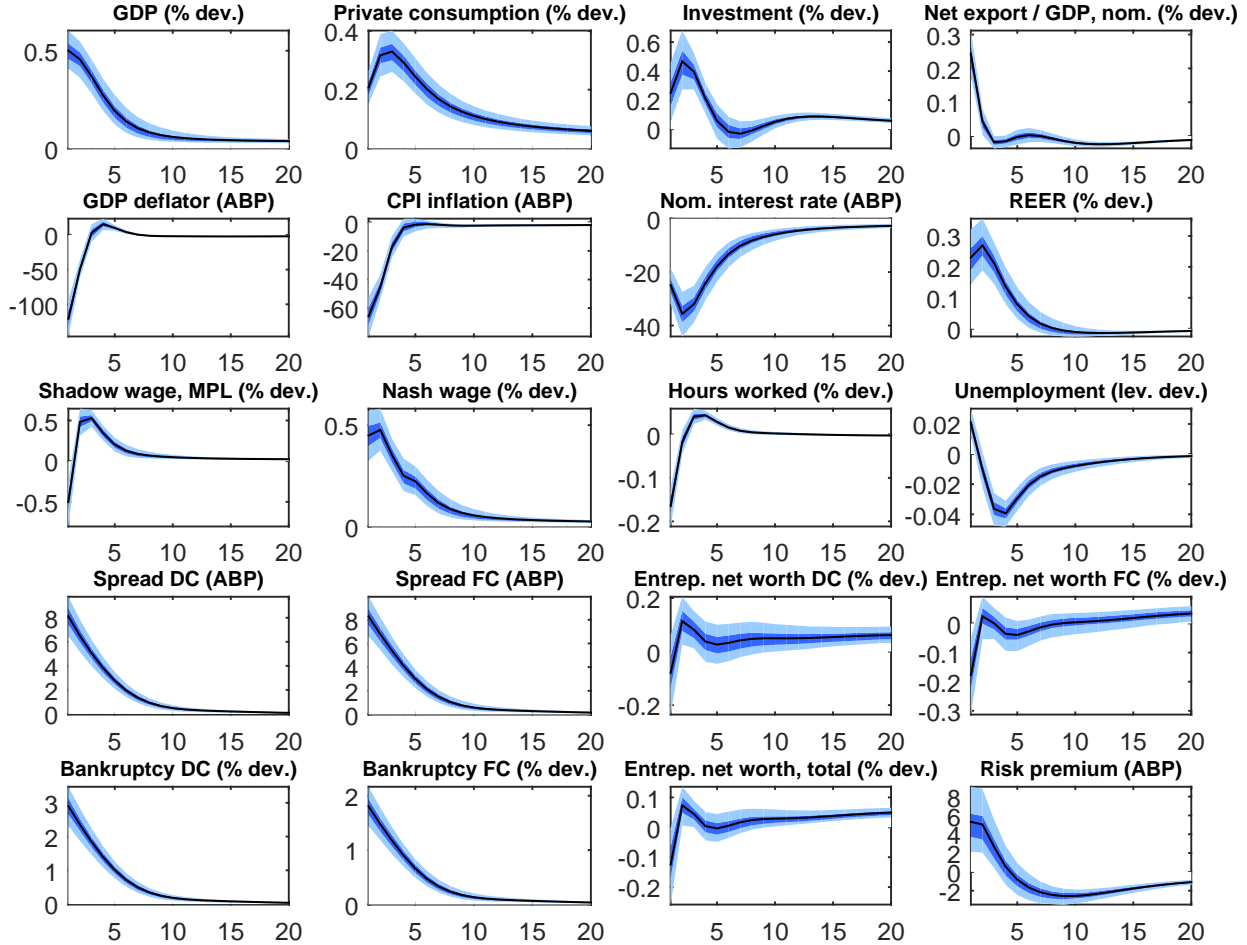 GDP (% dev.)
Private consumption (% dev.)
Investment (% dev.)
Net export / GDP, nom. (% dev.)
0.5
0
5 10 15 20
0.4
0.2
0
5 10 15 20
0.6
0.4
0.2
0
5 10 15 20
0.3
0.2
0.1
0
5 10 15 20
GDP deflator (ABP)
CPI inflation (ABP)
Nom. interest rate (ABP)
REER (% dev.)
0
-50
-100
5 10 15 20
0
-20
-40
-60
5 10 15 20
0
-20
-40
5 10 15 20
0.3
0.2
0.1
0
5 10 15 20
Shadow wage, MPL (% dev.)
Nash wage (% dev.)
Hours worked (% dev.)
Unemployment (lev. dev.)
0.5
0
-0.5
5 10 15 20
0.5
0
5 10 15 20
0
-0.1
-0.2
5 10 15 20
0.02
0
-0.02
-0.04
5 10 15 20
Spread DC (ABP)
Spread FC (ABP)
Entrep. net worth DC (% dev.)
Entrep. net worth FC (% dev.)
8
6
4
2
0
5 10 15 20
8
6
4
2
0
5 10 15 20
0.2
0
-0.2
5 10 15 20
0
-0.1
-0.2
-0.3
5 10 15 20
Bankruptcy DC (% dev.)
Bankruptcy FC (% dev.)
Entrep. net worth, total (% dev.)
Risk premium (ABP)
3
2
1
0
5 10 15 20
2
1
0
5 10 15 20
0.1
0
-0.1
-0.2
5 10 15 20
8
6
4
2
0
-2
5 10 15 20